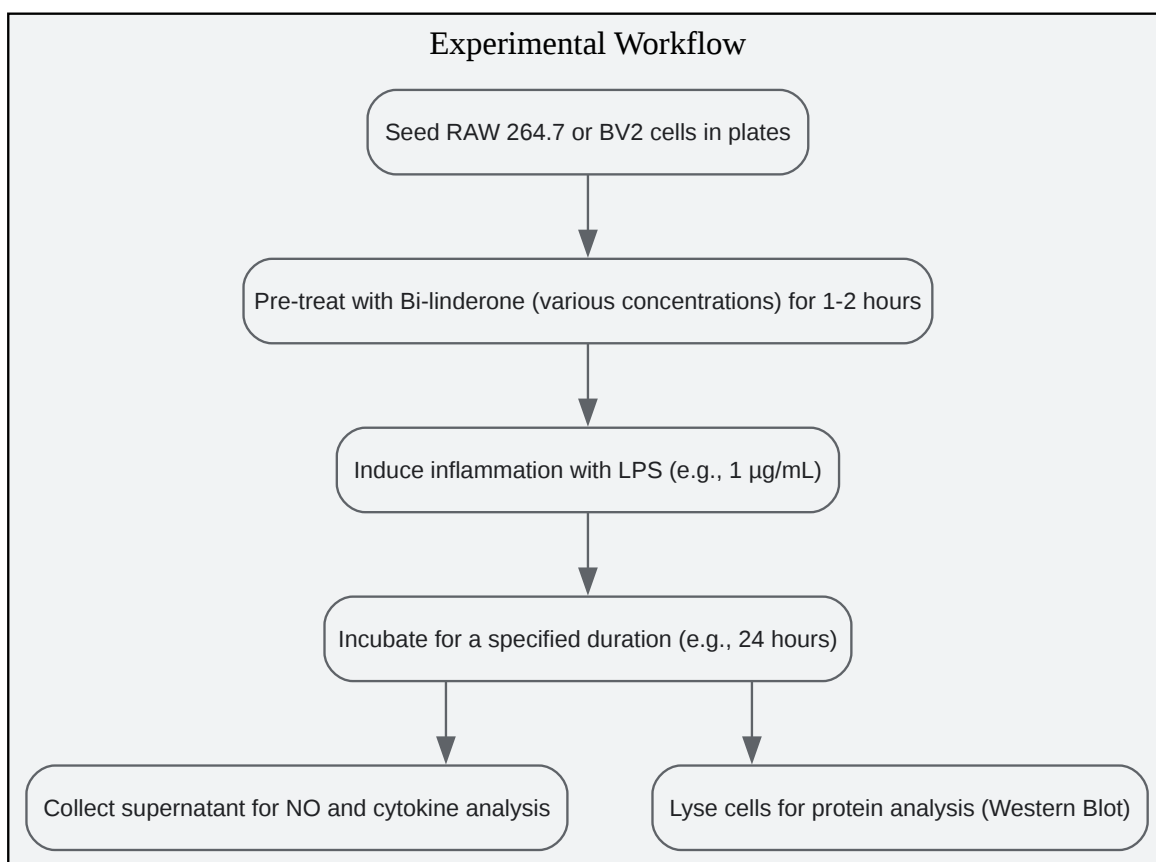 Experimental Workflow
Seed RAW 264.7 or BV2 cells in plates
Pre-treat with Bi-linderone (various concentrations) for 1-2 hours
Induce inflammation with LPS (e.g., 1 µg/mL)
Incubate for a specified duration (e.g., 24 hours)
Collect supernatant for NO and cytokine analysis
Lyse cells for protein analysis (Western Blot)